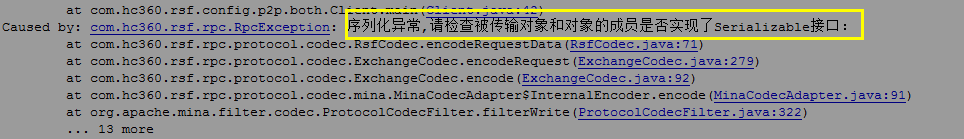 at com.hc360.rsf.config.p2p.both.Client.main(Client.java:42)
Caused by: com.hc360.rsf.rpc.RpcException: 序列化异常,请检查被传输对象和对象的成员是否实现了Serializable接口:
at com.hc360.rsf.rpc.protocol.codec.RsfCodec.encodeRequestData(RsfCodec.java:71)
at com.hc360.rsf.rpc.protocol.codec.ExchangeCodec.encodeRequest(ExchangeCodec.java:279)
at com.hc360.rsf.rpc.protocol.codec.ExchangeCodec.encode(ExchangeCodec.java:92)
at com.hc360.rsf.rpc.protocol.codec.mina.MinaCodecAdapter$InternalEncoder.encode(MinaCodecAdapter.java:91)
at org.apache.mina.filter.codec.ProtocolCodecFilter.filterWrite(ProtocolCodecFilter.java:322)
... 13 more